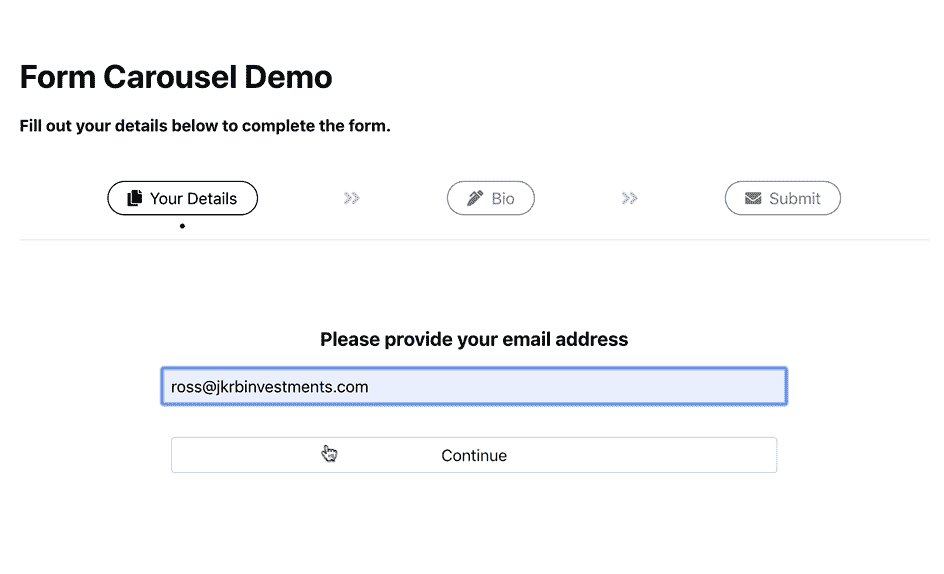 Form Carousel Demo
Fill out your details below to complete the form.
Your Details
Bio
Submit
Please provide your email address
ross@jkrbinvestments.com
Continue